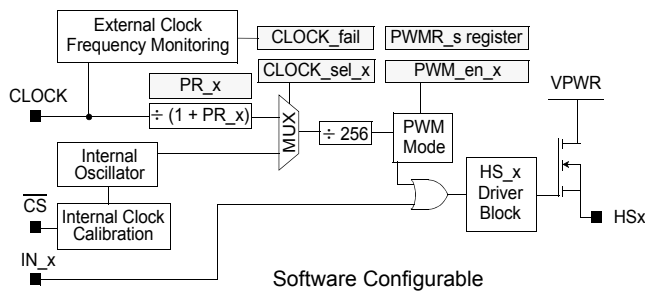 External Clock
Frequency Monitoring
CLOCK_fail
PWMR_s register
PR_x
CLOCK_sel_x
PWM_en_x
VPWR
CLOCK
÷ (1 + PR_x)
MUX
÷ 256
PWM
Mode
Internal
Oscillator
HS_x
Driver
Block
CS
Internal Clock
Calibration
HSx
IN_x
Software Configurable